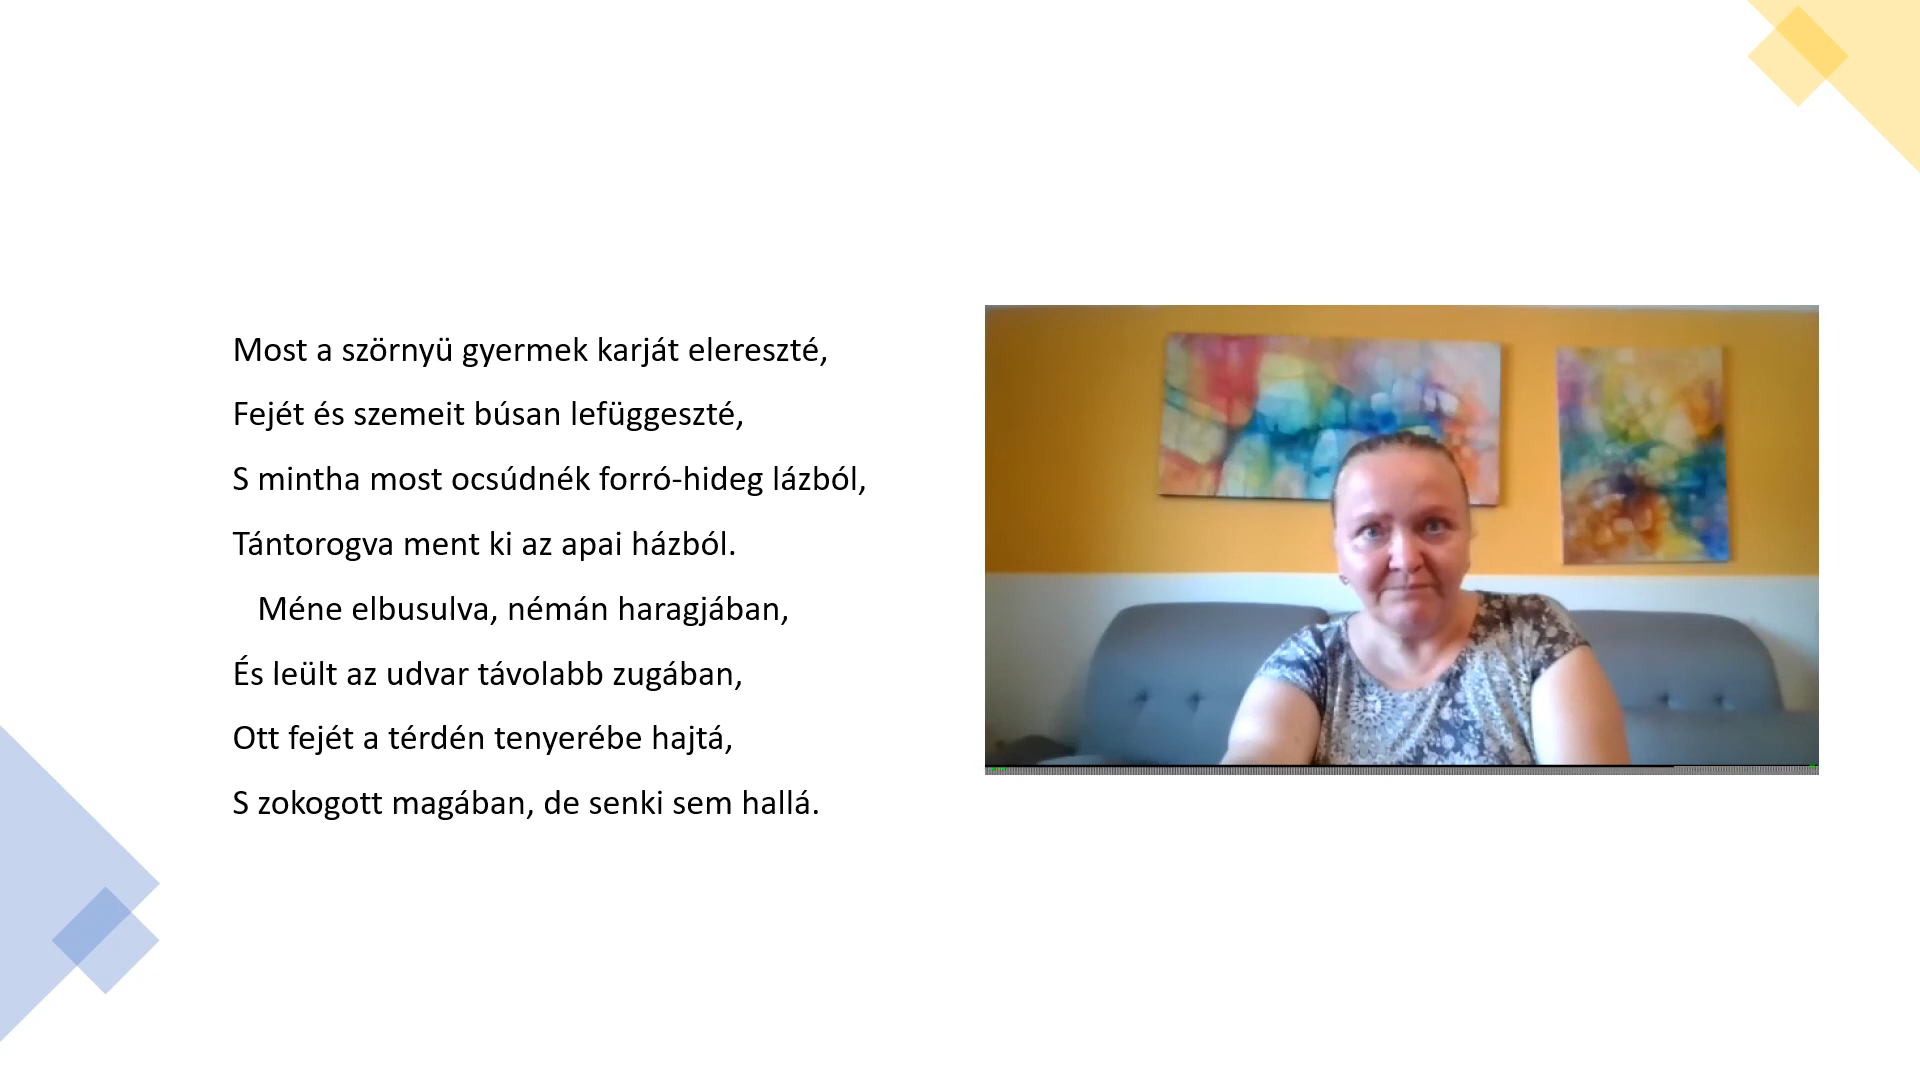 Most a szörnyü gyermek karját elereszté,
Fejét és szemeit búsan lefüggeszté,
S mintha most ocsúdnék forró-hideg lázból,
Tántorogva ment ki az apai házból.
Méne elbusulva, némán haragjában,
És leült az udvar távolabb zugában,
Ott fejét a térdén tenyerébe hajtá,
S zokogott magában, de senki sem hallá.